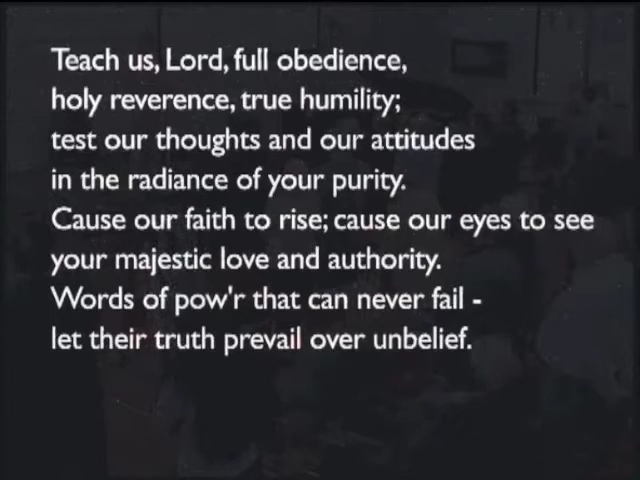 Teach us, Lord, full obedience,
holy reverence, true humility;
test our thoughts and our attitudes
in the radiance of your purity.
Cause our faith to rise; cause our eyes to see
your majestic love and authority.
Words of pow'r that can never fail -
let their truth prevail over unbelief.